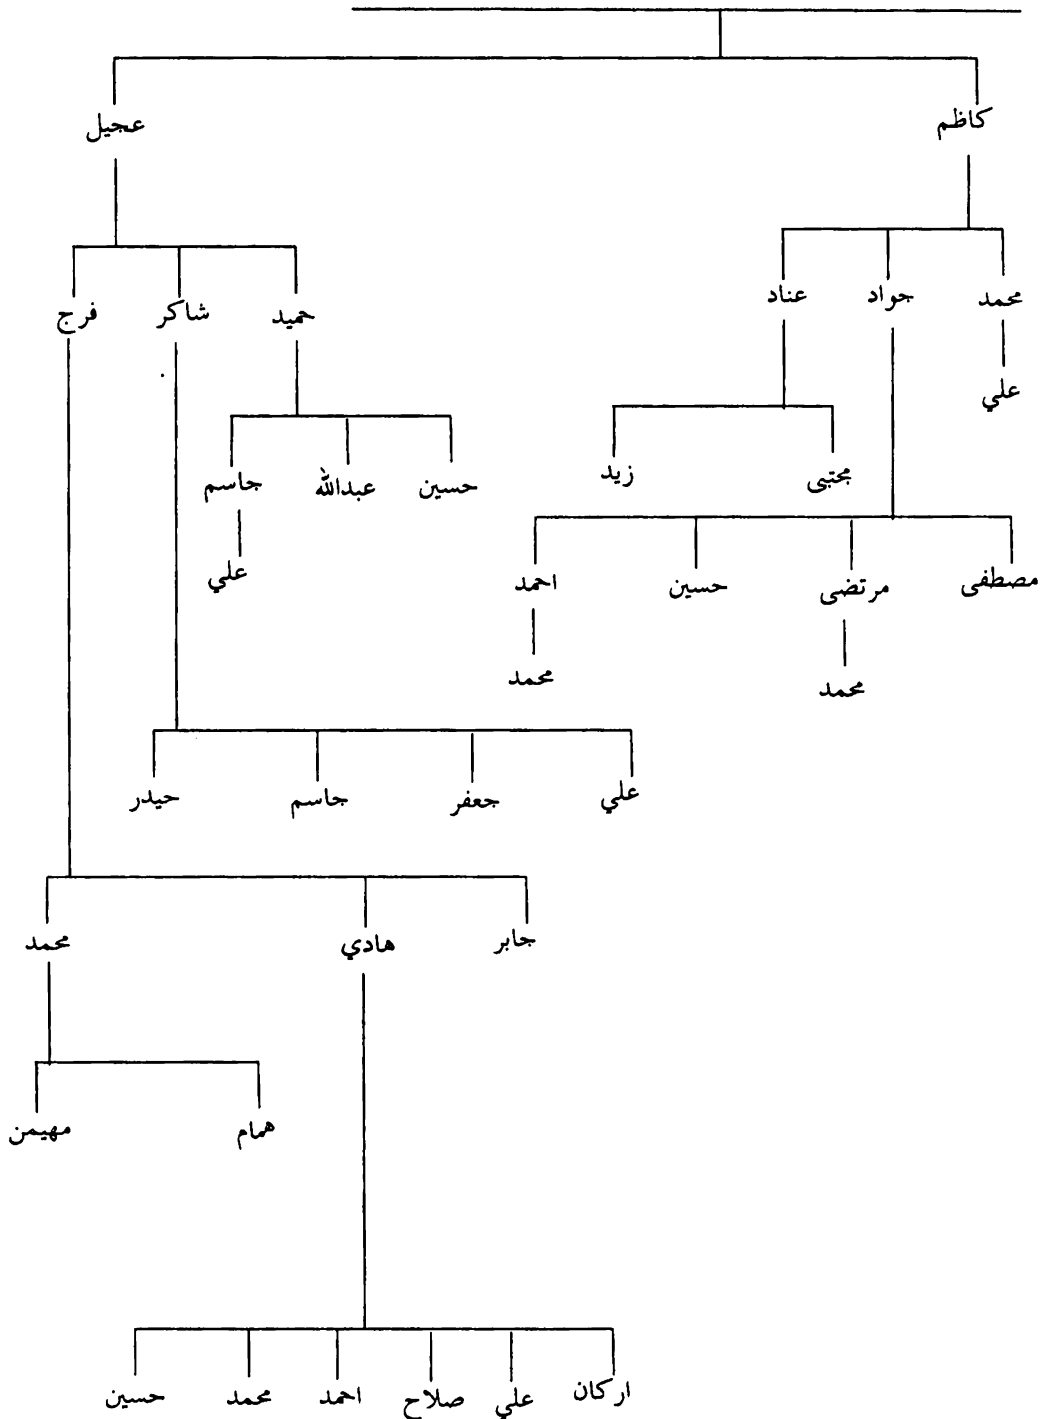 كاظم عجيل
محمد جواد عناد
حميد شاكر فرج
علي
مجتبى زيد
حسين عبدالله جاسم
مصطفى مرتضى حسين احمد
علي
محمد محمد
علي جعفر جاسم حيدر
جابر هادي محمد
همام مهيمن
اركان علي صلاح احمد محمد حسين